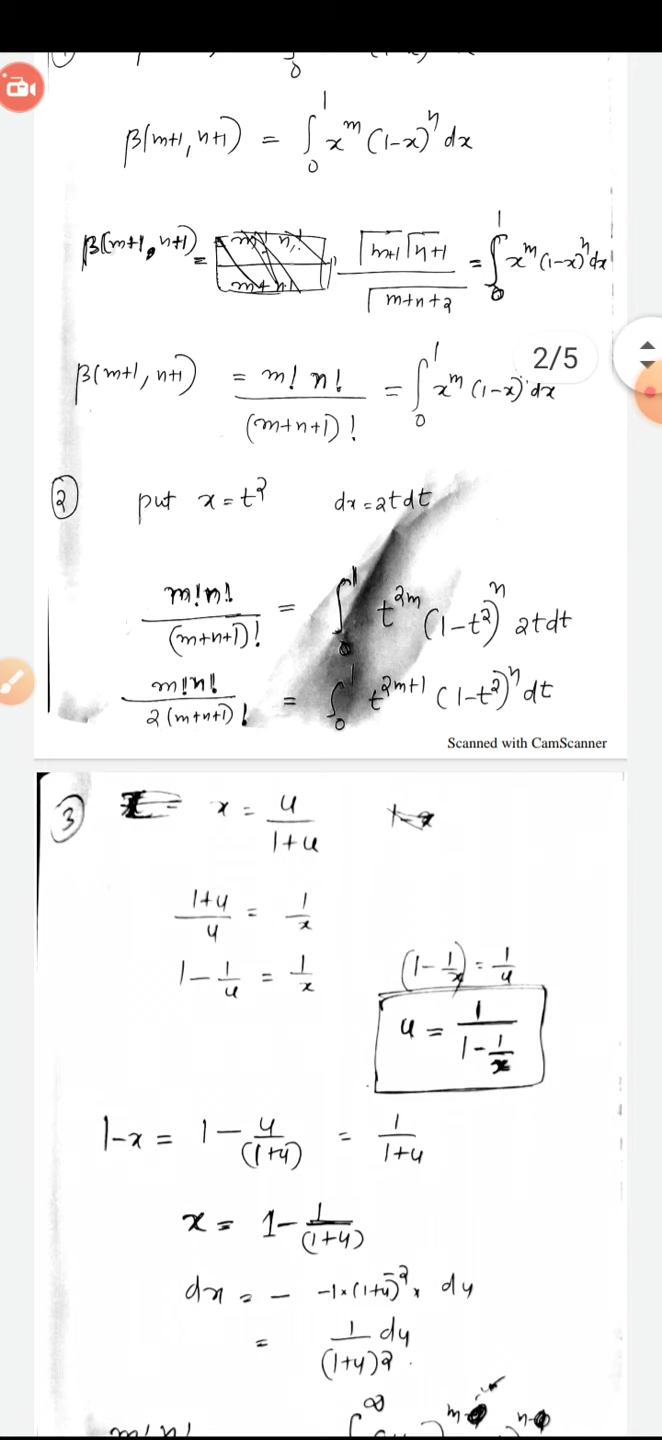 β(m+1, n+1) = ∫₀¹ x^m (1-x)^n dx
β(m+1, n+1) = Γm+1 Γn+1 / Γm+n+2 = ∫₀¹ x^m (1-x)^n dx
2/5
β(m+1, n+1) = m! n! / (m+n+1)! = ∫₀¹ x^m (1-x) dx
② put x = t² dx = 2t dt
m! n! / (m+n+1)! = ∫₀¹ t^2m (1-t²)^n 2t dt
m! n! / 2(m+n+1)! = ∫₀¹ t^2m+1 (1-t²)^n dt
Scanned with CamScanner
③ x = u / 1+u
1+u / u = 1 / x
1 - 1/u = 1/x (1 - 1/x) = 1/u
u = 1 / 1 - 1/x
1-x = 1 - u/(1+u) = 1 / 1+u
x = 1 - 1/(1+u)
dx = - -1×(1+u)^-2 × du
= 1/(1+u)2 du.
m! n! ∫ ∞